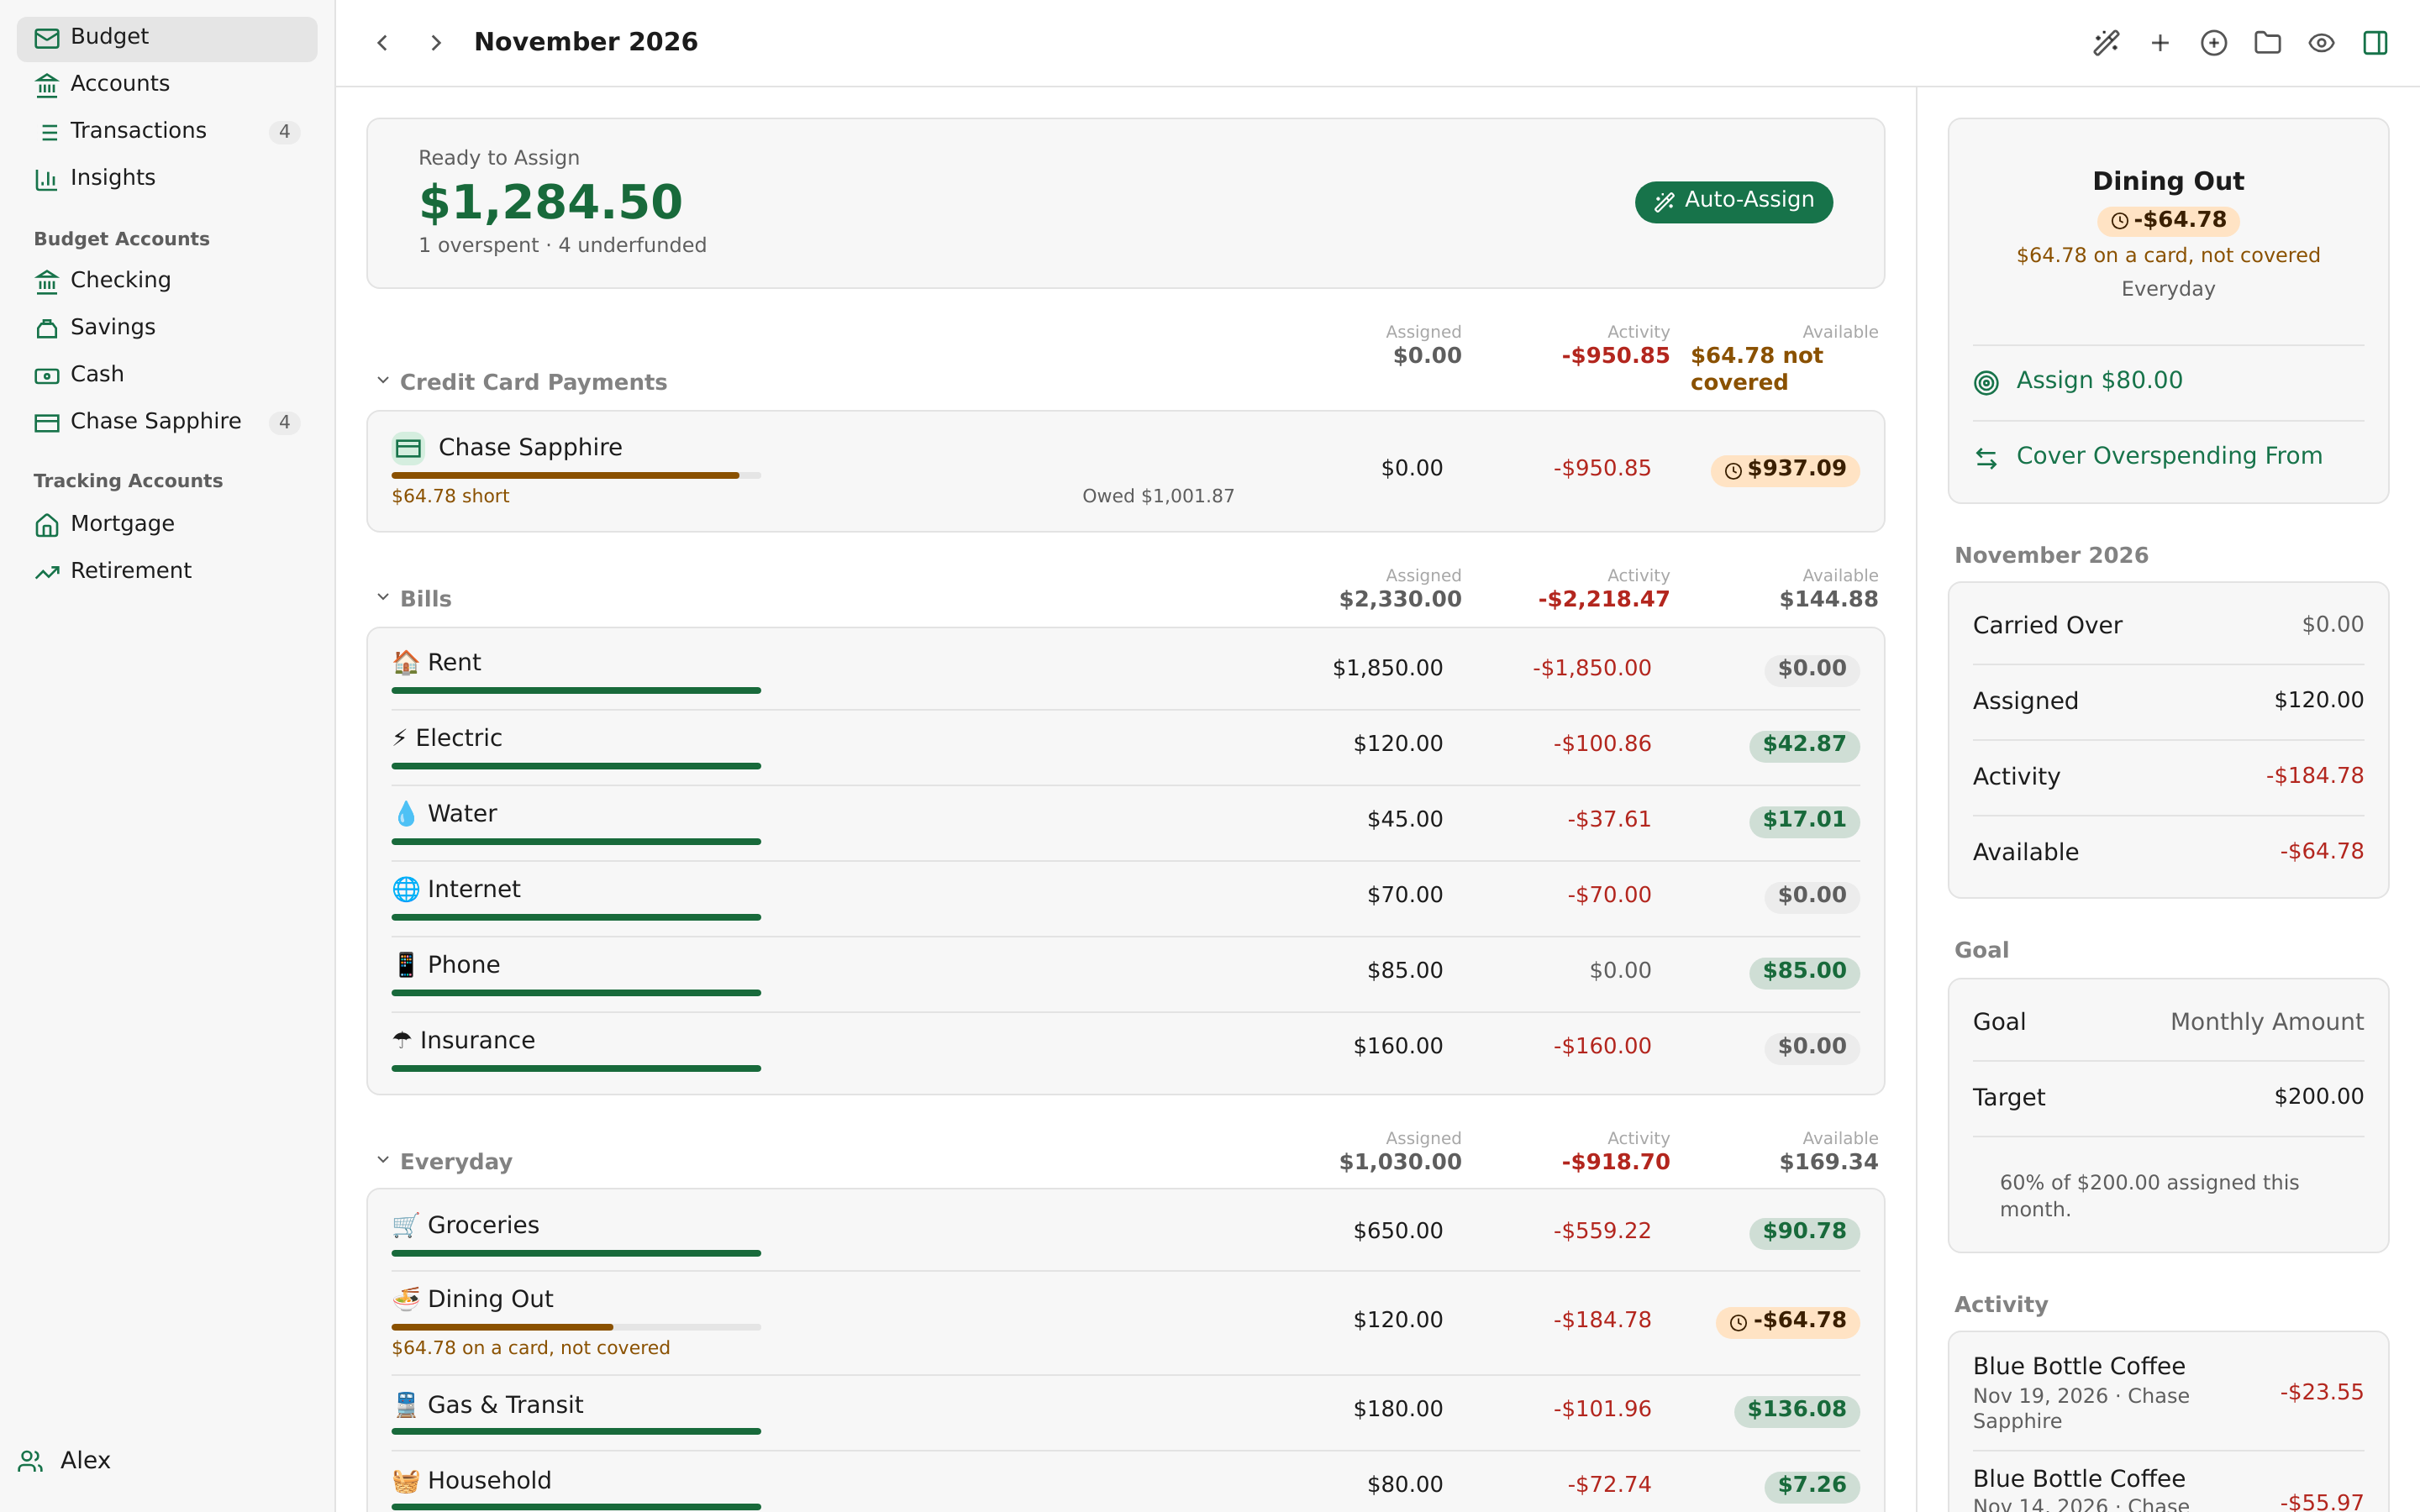 Budget
Accounts
Transactions 4
Insights
Budget Accounts
Checking
Savings
Cash
Chase Sapphire 4
Tracking Accounts
Mortgage
Retirement
Alex
November 2026
Ready to Assign
$1,284.50
1 overspent · 4 underfunded
Auto-Assign
Assigned Activity Available
Credit Card Payments $0.00 -$950.85 $64.78 not
covered
Chase Sapphire $0.00 -$950.85 $937.09
$64.78 short Owed $1,001.87
Assigned Activity Available
Bills $2,330.00 -$2,218.47 $144.88
Rent $1,850.00 -$1,850.00 $0.00
Electric $120.00 -$100.86 $42.87
Water $45.00 -$37.61 $17.01
Internet $70.00 -$70.00 $0.00
Phone $85.00 $0.00 $85.00
Insurance $160.00 -$160.00 $0.00
Assigned Activity Available
Everyday $1,030.00 -$918.70 $169.34
Groceries $650.00 -$559.22 $90.78
Dining Out $120.00 -$184.78 -$64.78
$64.78 on a card, not covered
Gas & Transit $180.00 -$101.96 $136.08
Household $80.00 -$72.74 $7.26
Dining Out
-$64.78
$64.78 on a card, not covered
Everyday
Assign $80.00
Cover Overspending From
November 2026
Carried Over $0.00
Assigned $120.00
Activity -$184.78
Available -$64.78
Goal
Goal Monthly Amount
Target $200.00
60% of $200.00 assigned this
month.
Activity
Blue Bottle Coffee
Nov 19, 2026 · Chase
Sapphire
-$23.55
Blue Bottle Coffee
Nov 14, 2026 · Chase
-$55.97